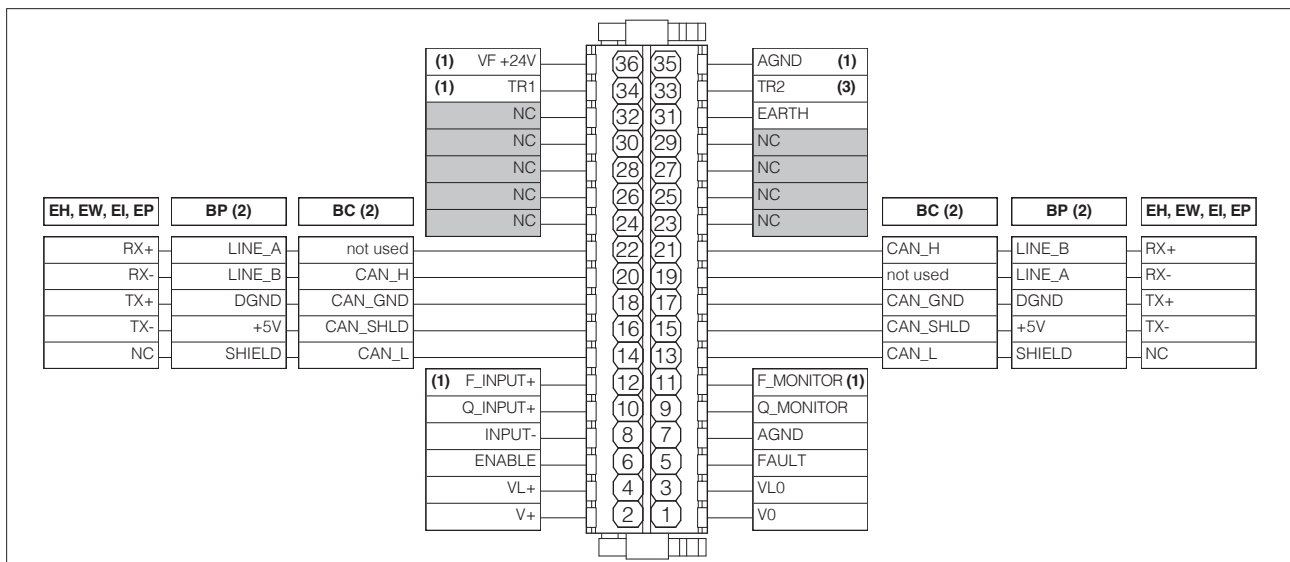 (1) VF +24V 36 35 AGND (1)
(1) TR1 34 33 TR2 (3)
NC 32 31 EARTH
NC 30 29 NC
NC 28 27 NC
NC 26 25 NC
EH, EW, EI, EP BP (2) BC (2) NC 24 23 NC BC (2) BP (2) EH, EW, EI, EP
RX+ LINE_A not used 22 21 CAN_H LINE_B RX+
RX- LINE_B CAN_H 20 19 not used LINE_A RX-
TX+ DGND CAN_GND 18 17 CAN_GND DGND TX+
TX- +5V CAN_SHLD 16 15 CAN_SHLD +5V TX-
NC SHIELD CAN_L 14 13 CAN_L SHIELD NC
(1) F_INPUT+ 12 11 F_MONITOR (1)
Q_INPUT+ 10 9 Q_MONITOR
INPUT- 8 7 AGND
ENABLE 6 5 FAULT
VL+ 4 3 VL0
V+ 2 1 V0